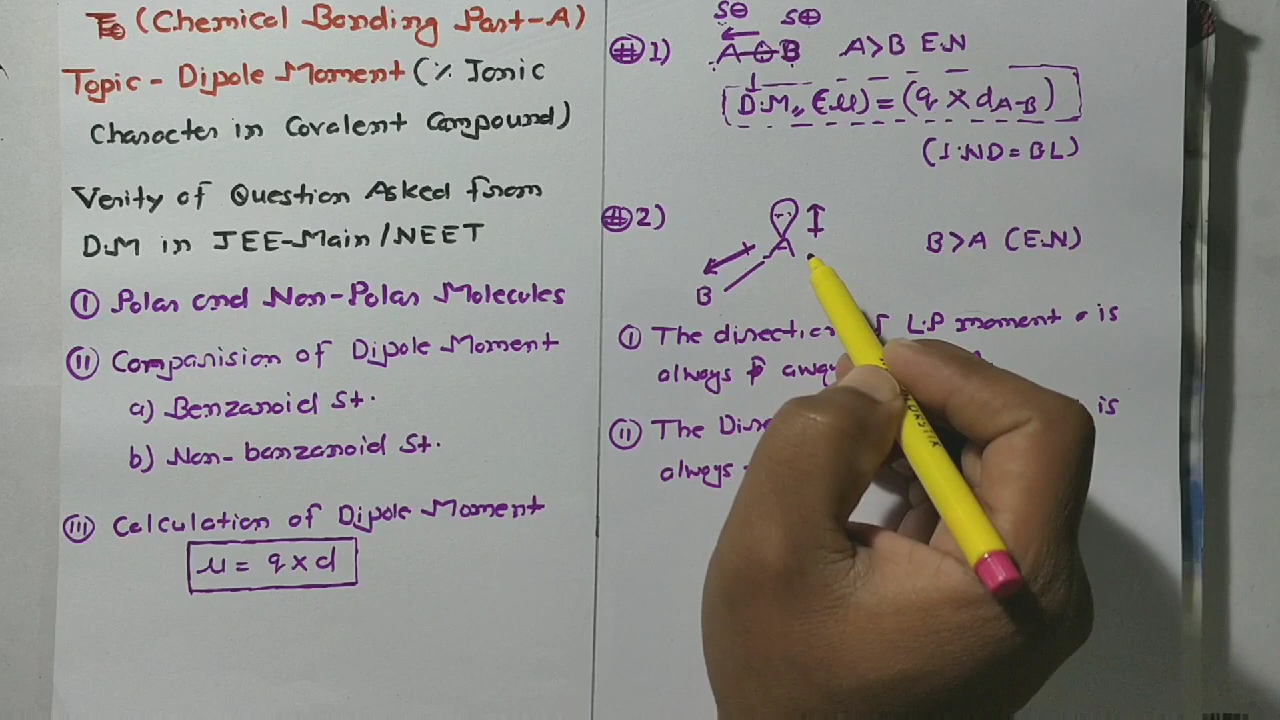 (Chemical Bonding Part-A)
Topic - Dipole Moment (% Ionic
Character in Covalent Compound)
Verity of Question Asked from
D.M in JEE-Main/NEET
I Polar and Non-Polar Molecules
II Comparision of Dipole Moment
a) Benzanoid St.
b) Non-benzanoid St.
III Calculation of Dipole Moment
μ = q × d
S⊖ S⊕
# 1) A B A>B E.N
D.M, μ) = (q × dA-B)
(I.ND = BL)
# 2) A B>A (E.N)
B
I The direction L.P moment is
always
II The is
always